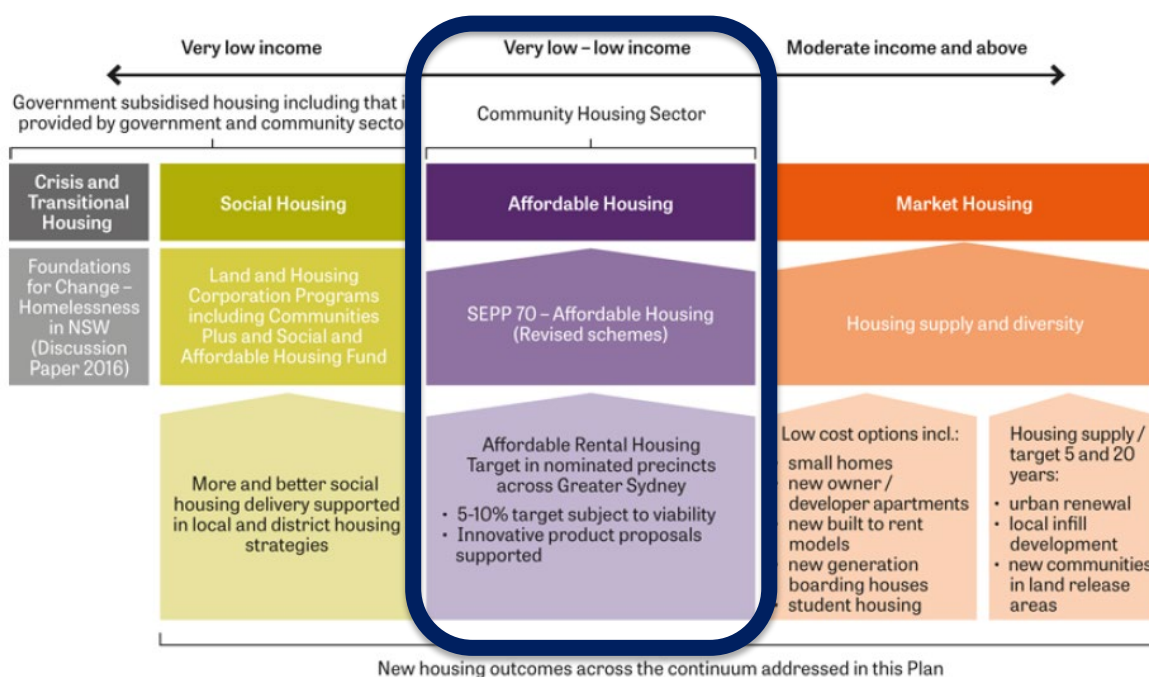 Very low income
Very low – low income
Moderate income and above
Government subsidised housing including that i
provided by government and community secto
Community Housing Sector
Crisis and
Transitional
Housing
Social Housing
Affordable Housing
Market Housing
Foundations
for Change –
Homelessness
in NSW
(Discussion
Paper 2016)
Land and Housing
Corporation Programs
including Communities
Plus and Social and
Affordable Housing Fund
SEPP 70 – Affordable Housing
(Revised schemes)
Housing supply and diversity
More and better social
housing delivery supported
in local and district housing
strategies
Affordable Rental Housing
Target in nominated precincts
across Greater Sydney
• 5-10% target subject to viability
• Innovative product proposals
supported
Low cost options incl.:
small homes
• new owner /
developer apartments
• new built to rent
models
• new generation
boarding houses
• student housing
Housing supply /
target 5 and 20
years:
• urban renewal
• local infill
development
• new communities
in land release
areas
New housing outcomes across the continuum addressed in this Plan